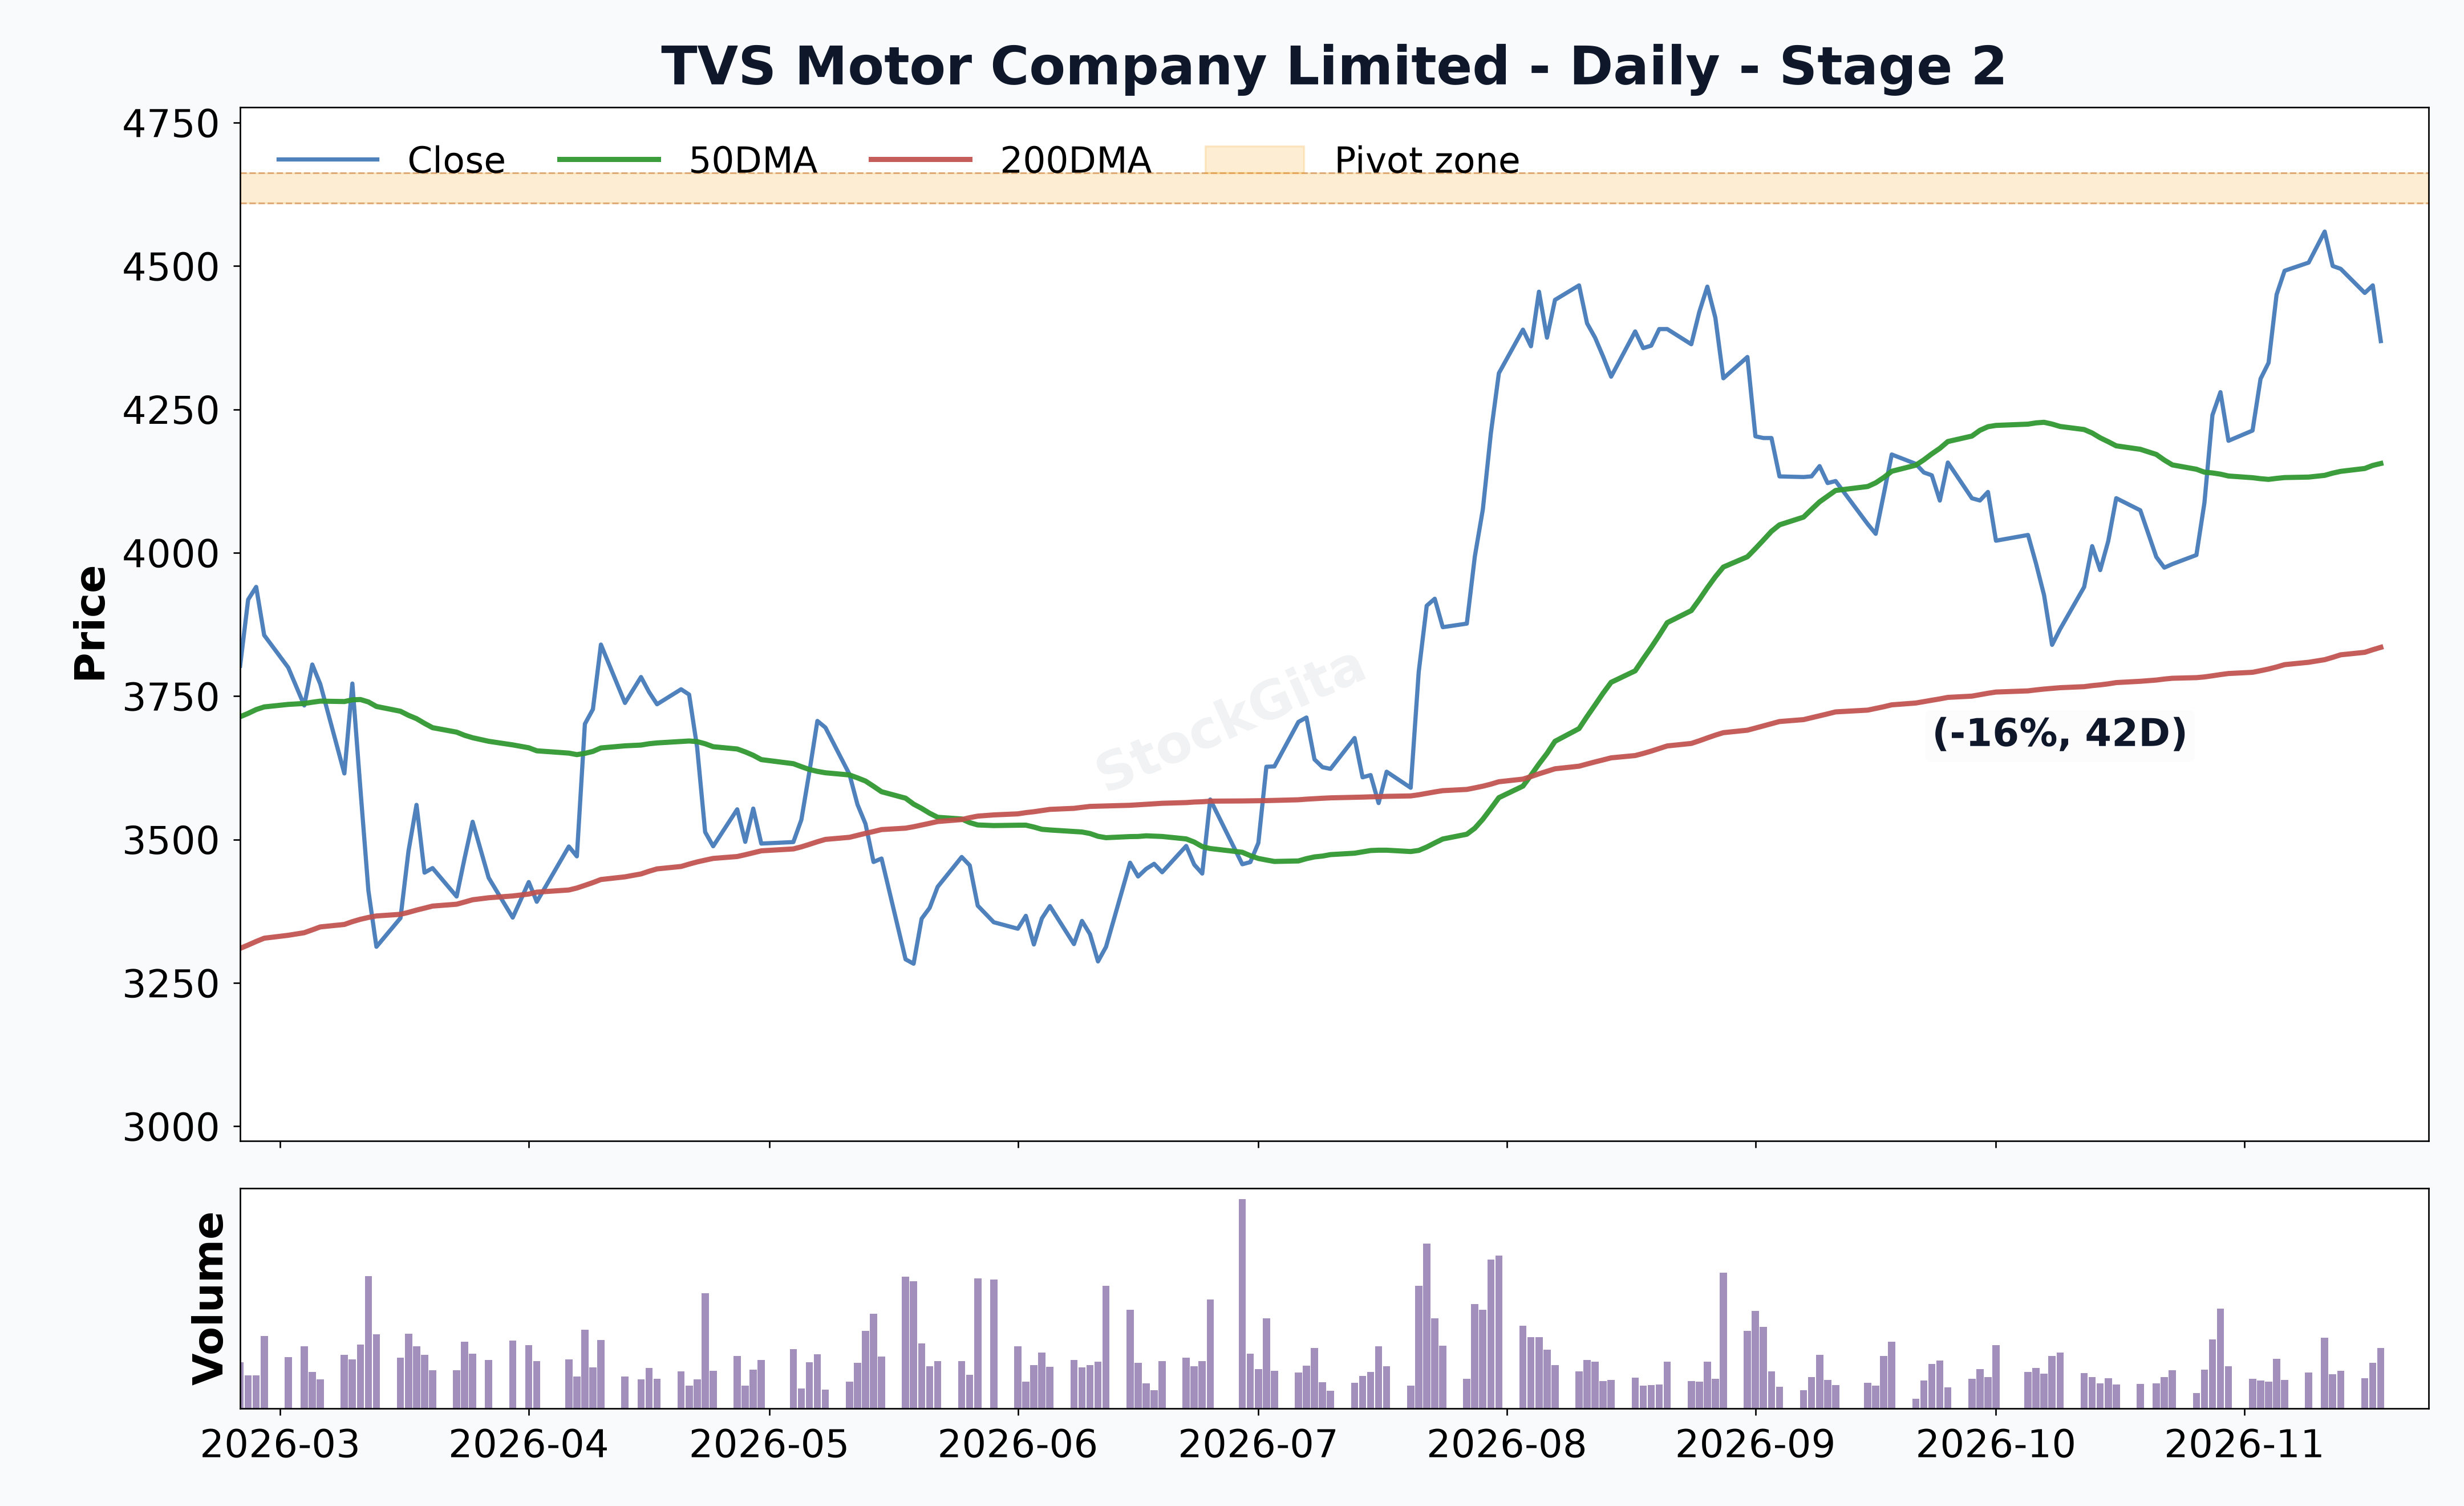 TVS Motor Company Limited - Daily - Stage 2
Close 50DMA 200DMA Pivot zone
4750
4500
4250
4000
3750
3500
3250
3000
Price
StockGita
(-16%, 42D)
Volume
2026-03 2026-04 2026-05 2026-06 2026-07 2026-08 2026-09 2026-10 2026-11